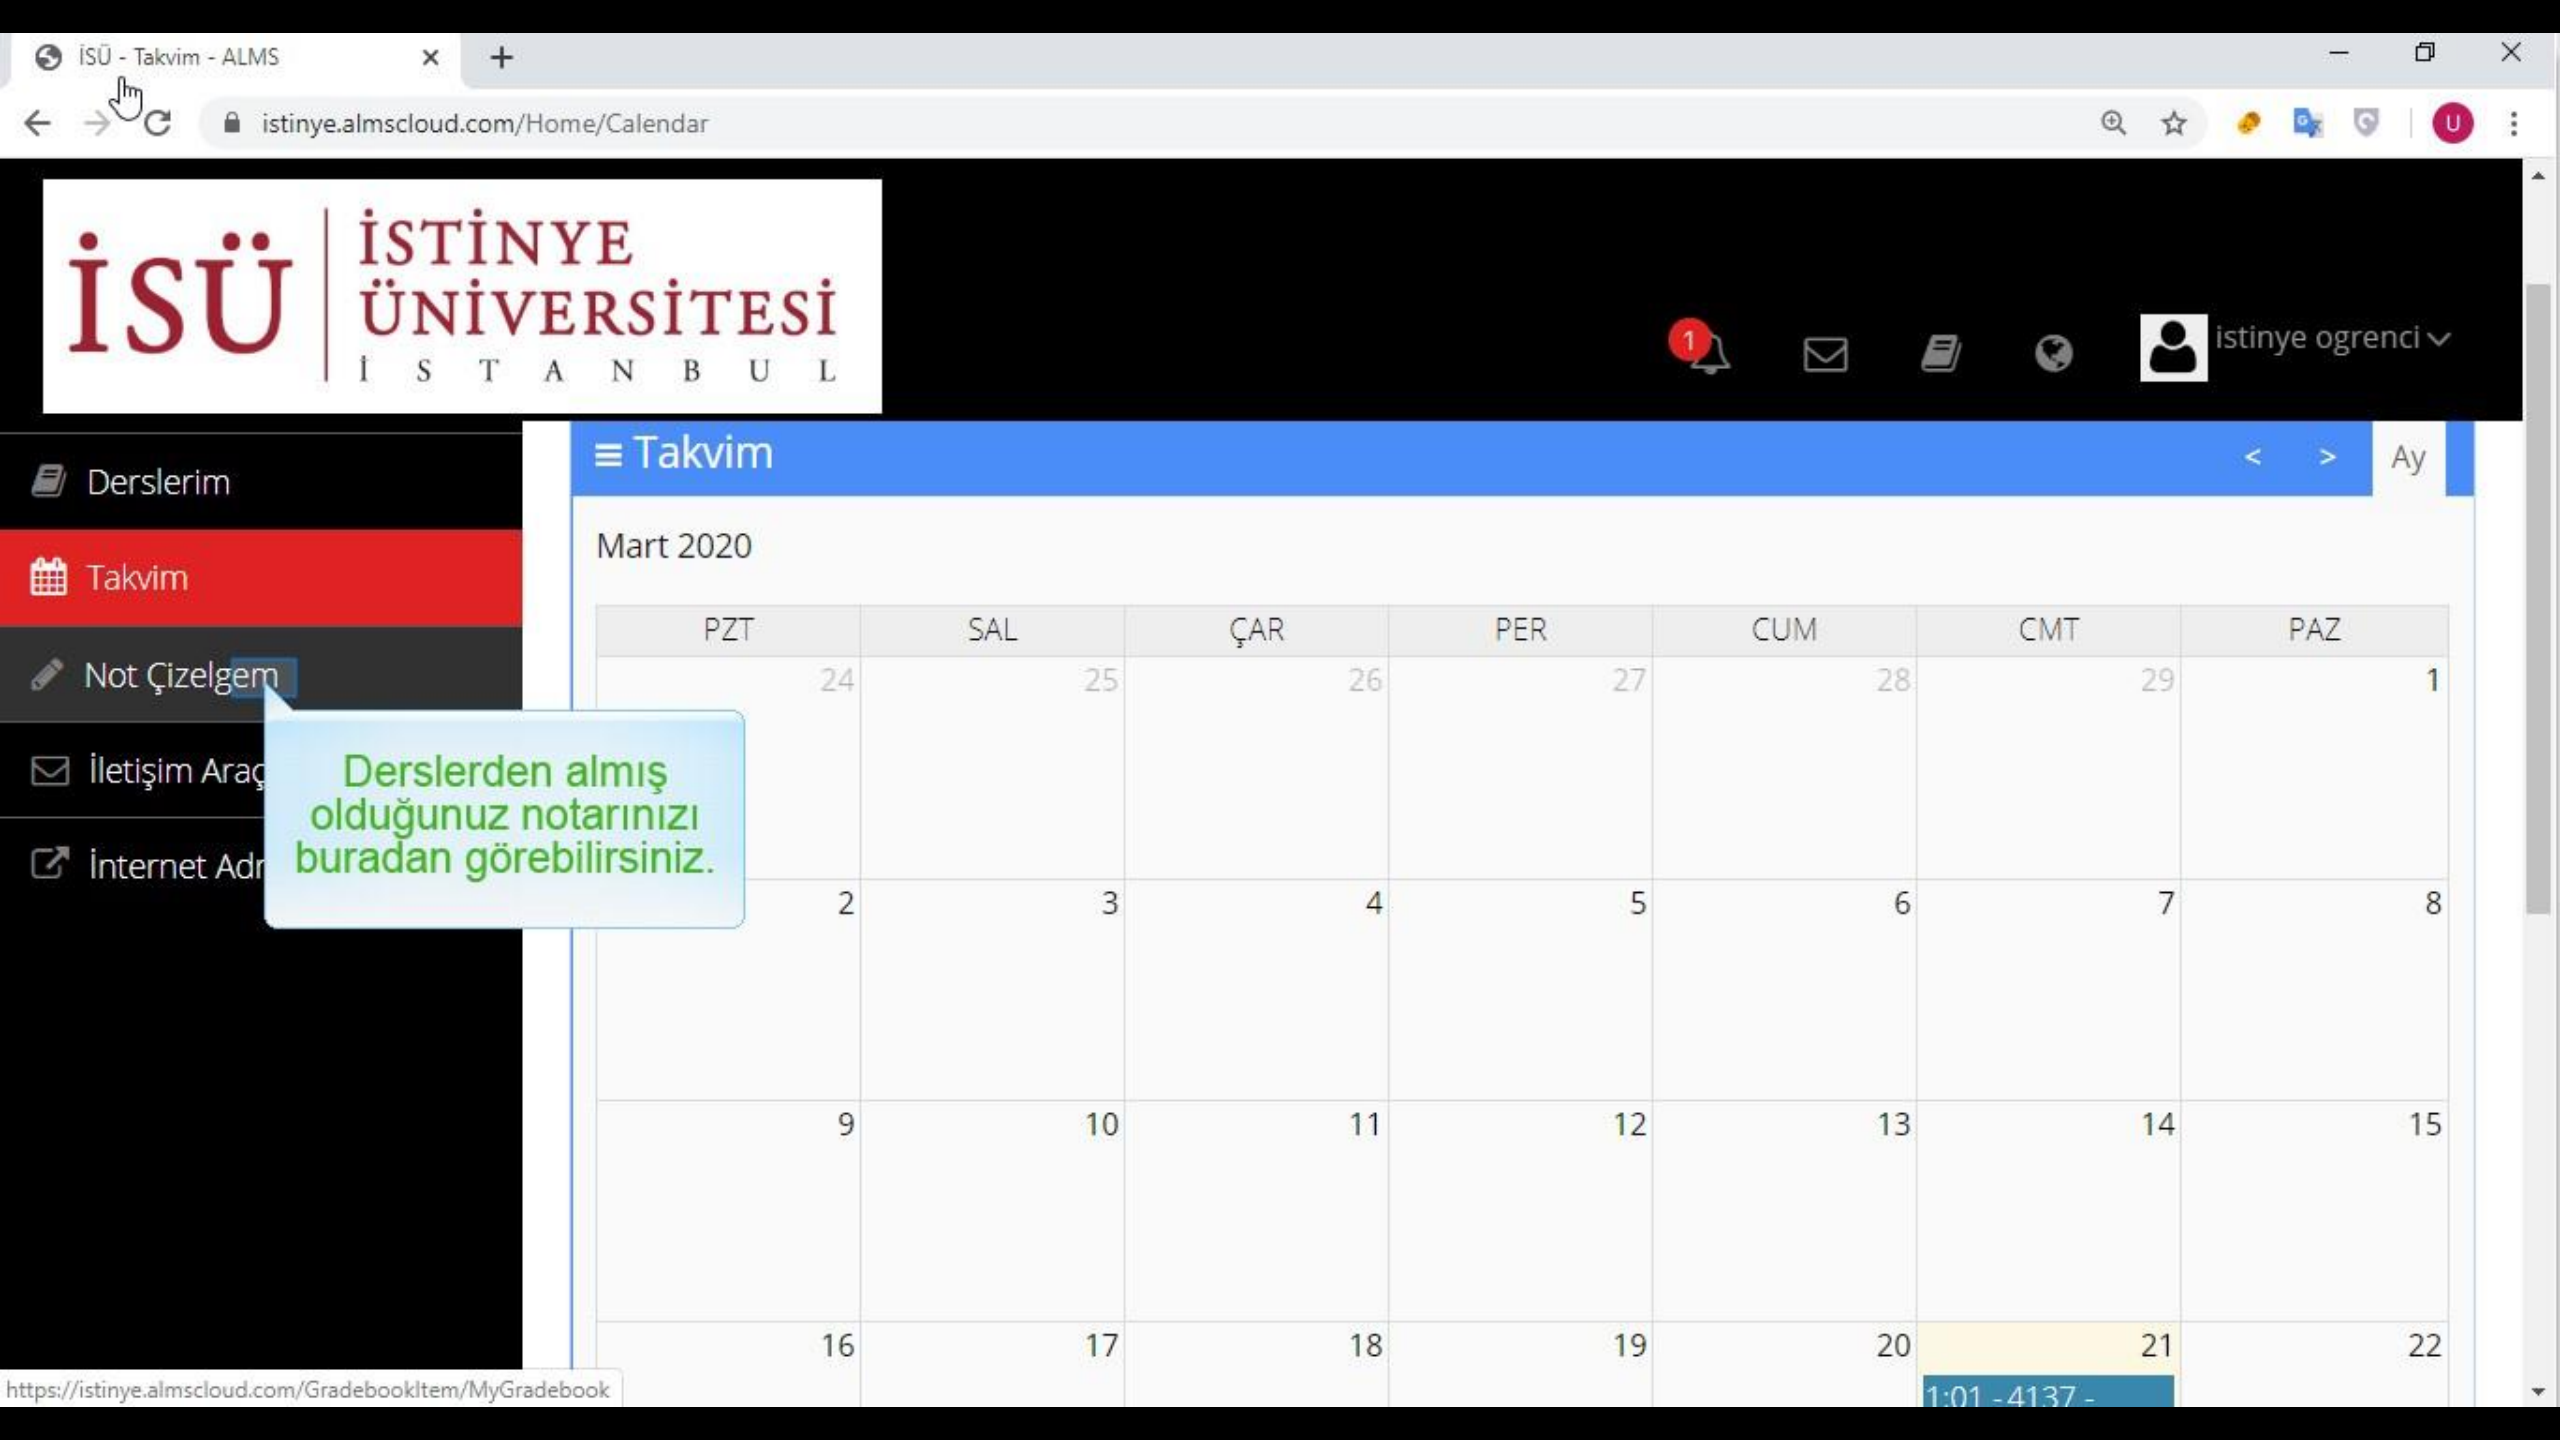 İSÜ - Takvim - ALMS
istinye.almscloud.com/Home/Calendar
U
İSÜ
İSTİNYE
ÜNİVERSİTESİ
İSTANBUL
1
istinye ogrenci
Derslerim
Takvim
Not Çizelgem
İletişim Araç
İnternet Adr
Derslerden almış
olduğunuz notarınızı
buradan görebilirsiniz.
Takvim
< > Ay
Mart 2020
PZT SAL ÇAR PER CUM CMT PAZ
24 25 26 27 28 29 1
2 3 4 5 6 7 8
9 10 11 12 13 14 15
16 17 18 19 20 21 22
1:01 - 4137 -
https://istinye.almscloud.com/GradebookItem/MyGradebook